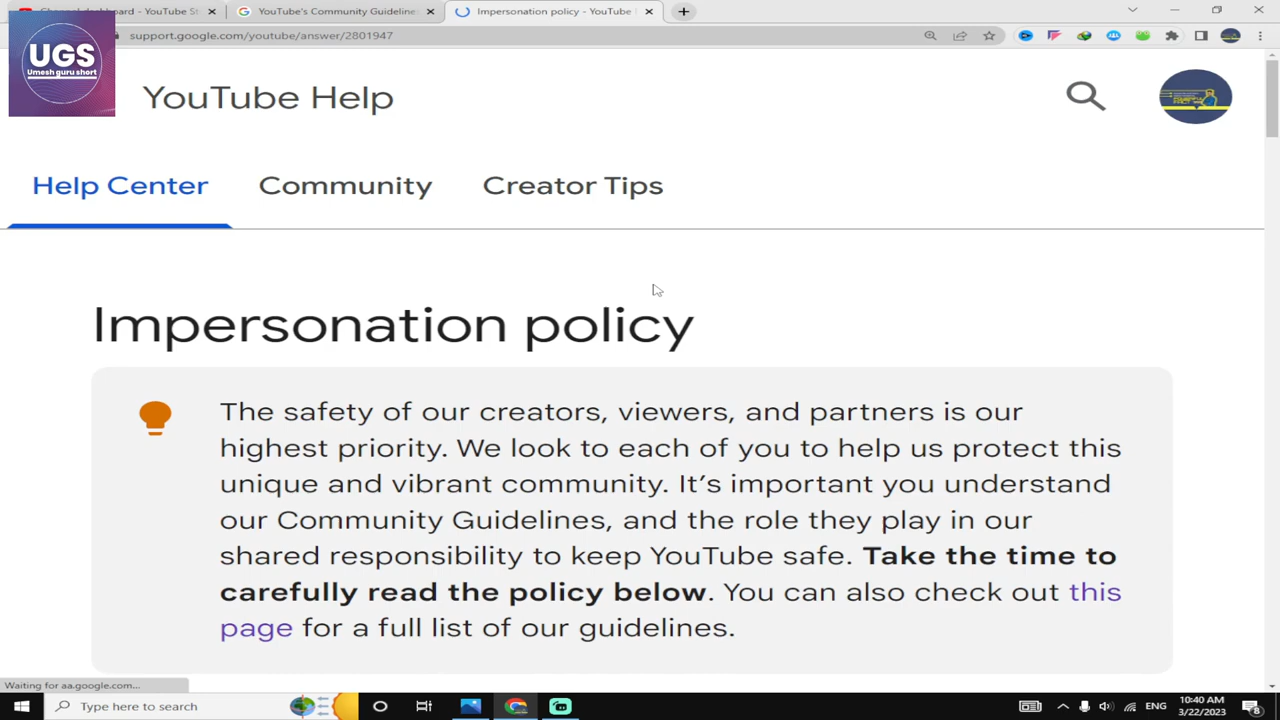 Channel dashboard - YouTube St
YouTube's Community Guideline
Impersonation policy - YouTube
support.google.com/youtube/answer/2801947
UGS
Umesh guru short
YouTube Help
Help Center
Community
Creator Tips
Impersonation policy
The safety of our creators, viewers, and partners is our
highest priority. We look to each of you to help us protect this
unique and vibrant community. It’s important you understand
our Community Guidelines, and the role they play in our
shared responsibility to keep YouTube safe. Take the time to
carefully read the policy below. You can also check out this
page for a full list of our guidelines.
Waiting for aa.google.com...
Type here to search
ENG
10:40 AM
3/22/2023
8